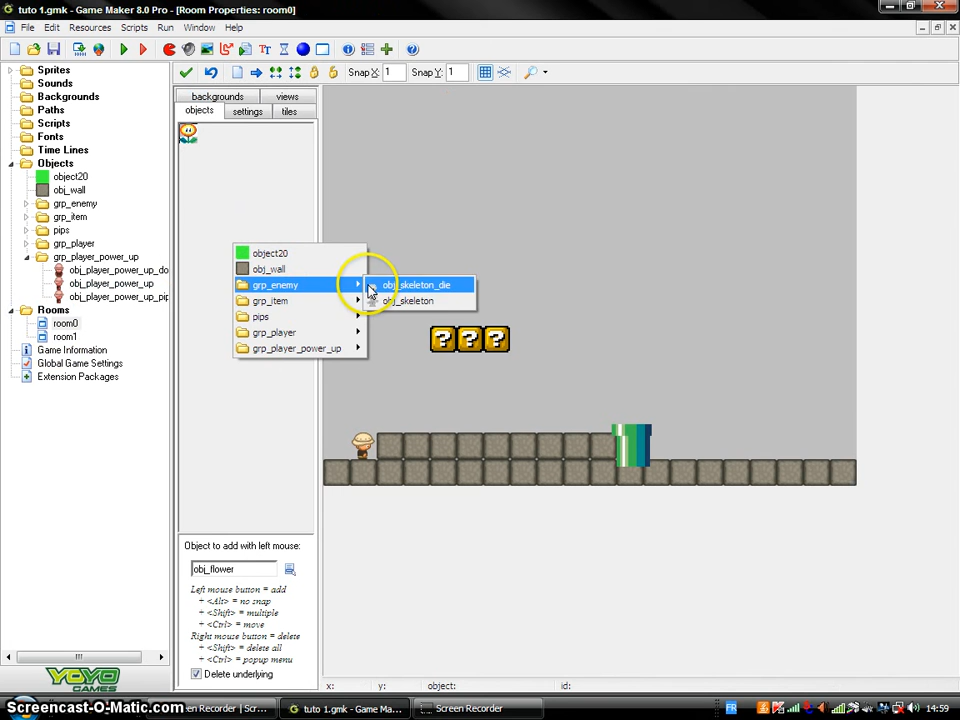 tuto 1.gmk - Game Maker 8.0 Pro - [Room Properties: room0]
File Edit Resources Scripts Run Window Help
Snap X: 1 Snap Y: 1
Sprites
Sounds
Backgrounds
Paths
Scripts
Fonts
Time Lines
Objects
object20
obj_wall
grp_enemy
grp_item
pips
grp_player
grp_player_power_up
obj_player_power_up_do
obj_player_power_up
obj_player_power_up_pip
Rooms
room0
room1
Game Information
Global Game Settings
Extension Packages
backgrounds views
objects settings tiles
object20
obj_wall
grp_enemy
grp_item
pips
grp_player
grp_player_power_up
obj_skeleton_die
obj_skeleton
? ? ?
Object to add with left mouse:
obj_flower
Left mouse button = add
+ <Alt> = no snap
+ <Shift> = multiple
+ <Ctrl> = move
Right mouse button = delete
+ <Shift> = delete all
+ <Ctrl> = popup menu
Delete underlying
x: y: object: id:
YOYO
GAMES
Screencast-O-Matic.com
Recorder | Scr...
tuto 1.gmk - Game Ma...
Screen Recorder
FR
14:59